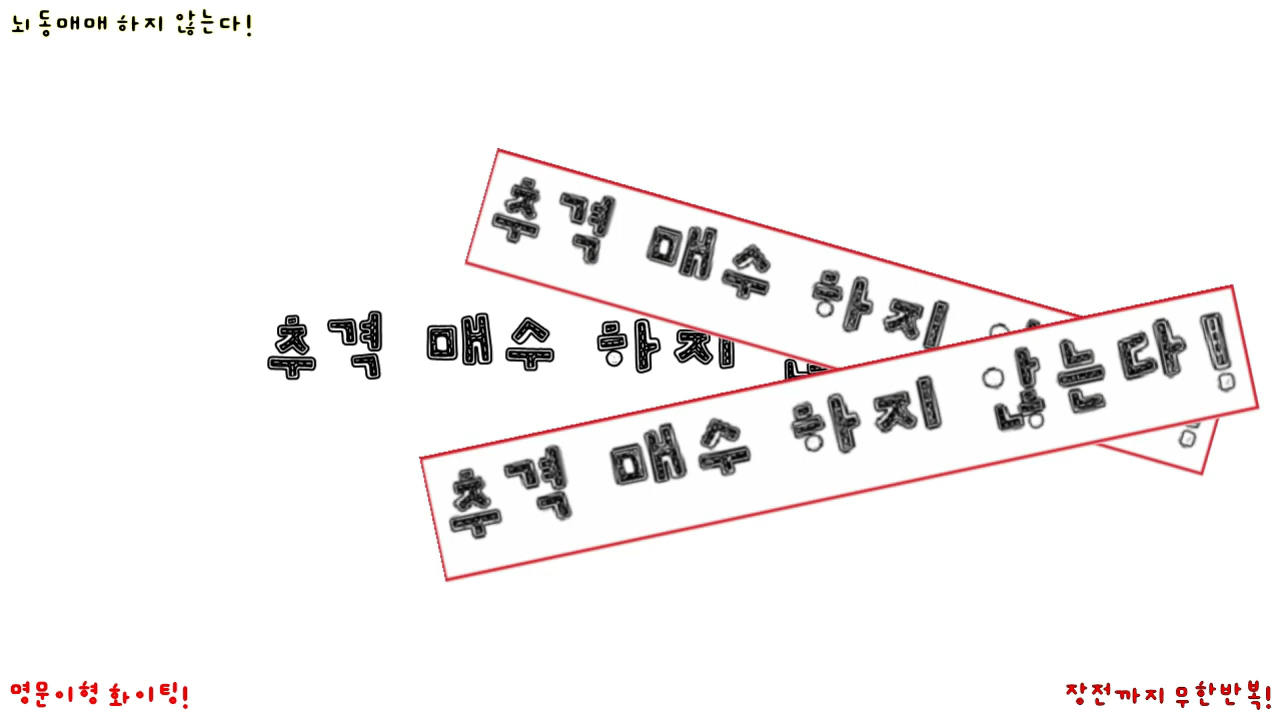 뇌동매매 하지 않는다!
추격 매수 하지
추격 매수 하지
추격 매수 하지 않는다!
명문이형 화이팅!
장전까지 무한반복!